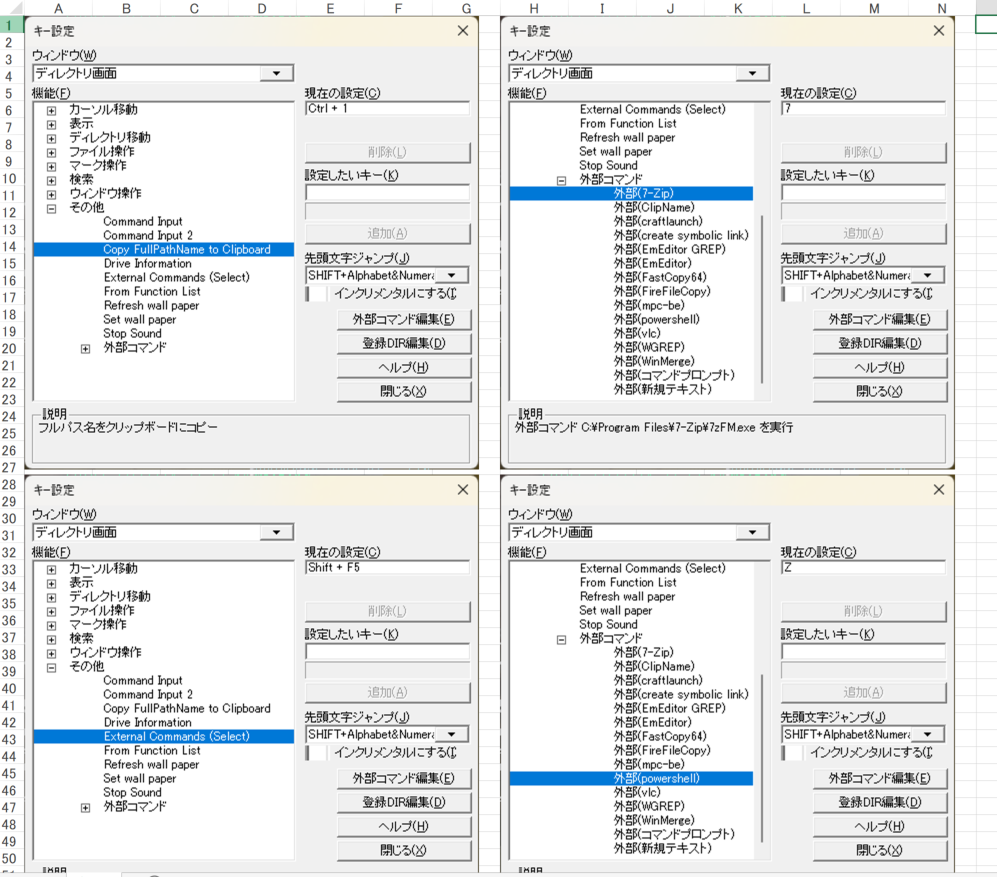 A B C D E F G H I J K L M N
1
2
3
4
5
6
7
8
9
10
11
12
13
14
15
16
17
18
19
20
21
22
23
24
25
26
27
28
29
30
31
32
33
34
35
36
37
38
39
40
41
42
43
44
45
46
47
48
49
50
キー設定
ウィンドウ(W)
ディレクトリ画面
機能(F)
カーソル移動
表示
ディレクトリ移動
ファイル操作
マーク操作
検索
ウィンドウ操作
その他
Command Input
Command Input 2
Copy FullPathName to Clipboard
Drive Information
External Commands (Select)
From Function List
Refresh wall paper
Set wall paper
Stop Sound
外部コマンド
現在の設定(C)
Ctrl + 1
削除(L)
設定したいキー(K)
追加(A)
先頭文字ジャンプ(J)
SHIFT+Alphabet&Numera
インクリメンタルにする(I
外部コマンド編集(E)
登録DIR編集(D)
ヘルプ(H)
閉じる(X)
説明
フルパス名をクリップボードにコピー
キー設定
ウィンドウ(W)
ディレクトリ画面
機能(F)
External Commands (Select)
From Function List
Refresh wall paper
Set wall paper
Stop Sound
外部コマンド
外部(7-Zip)
外部(ClipName)
外部(craftlaunch)
外部(create symbolic link)
外部(EmEditor GREP)
外部(EmEditor)
外部(FastCopy64)
外部(FireFileCopy)
外部(mpc-be)
外部(powershell)
外部(vlc)
外部(WGREP)
外部(WinMerge)
外部(コマンドプロンプト)
外部(新規テキスト)
現在の設定(C)
7
削除(L)
設定したいキー(K)
追加(A)
先頭文字ジャンプ(J)
SHIFT+Alphabet&Numera
インクリメンタルにする(I
外部コマンド編集(E)
登録DIR編集(D)
ヘルプ(H)
閉じる(X)
説明
外部コマンド C:¥Program Files¥7-Zip¥7zFM.exe を実行
キー設定
ウィンドウ(W)
ディレクトリ画面
機能(F)
カーソル移動
表示
ディレクトリ移動
ファイル操作
マーク操作
検索
ウィンドウ操作
その他
Command Input
Command Input 2
Copy FullPathName to Clipboard
Drive Information
External Commands (Select)
From Function List
Refresh wall paper
Set wall paper
Stop Sound
外部コマンド
現在の設定(C)
Shift + F5
削除(L)
設定したいキー(K)
追加(A)
先頭文字ジャンプ(J)
SHIFT+Alphabet&Numera
インクリメンタルにする(I
外部コマンド編集(E)
登録DIR編集(D)
ヘルプ(H)
閉じる(X)
キー設定
ウィンドウ(W)
ディレクトリ画面
機能(F)
External Commands (Select)
From Function List
Refresh wall paper
Set wall paper
Stop Sound
外部コマンド
外部(7-Zip)
外部(ClipName)
外部(craftlaunch)
外部(create symbolic link)
外部(EmEditor GREP)
外部(EmEditor)
外部(FastCopy64)
外部(FireFileCopy)
外部(mpc-be)
外部(powershell)
外部(vlc)
外部(WGREP)
外部(WinMerge)
外部(コマンドプロンプト)
外部(新規テキスト)
現在の設定(C)
Z
削除(L)
設定したいキー(K)
追加(A)
先頭文字ジャンプ(J)
SHIFT+Alphabet&Numera
インクリメンタルにする(I
外部コマンド編集(E)
登録DIR編集(D)
ヘルプ(H)
閉じる(X)